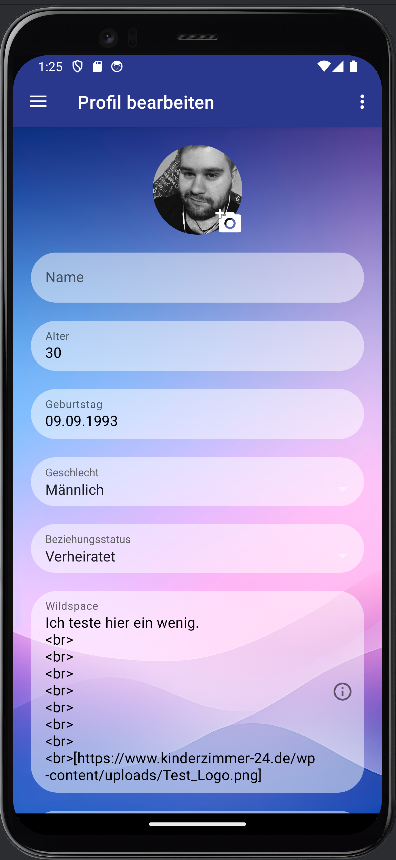 1:25
Profil bearbeiten
Name
Alter
30
Geburtstag
09.09.1993
Geschlecht
Männlich
Beziehungsstatus
Verheiratet
Wildspace
Ich teste hier ein wenig.
<br>
<br>
<br>
<br>
<br>
<br>
<br>
<br>[https://www.kinderzimmer-24.de/wp
-content/uploads/Test_Logo.png]